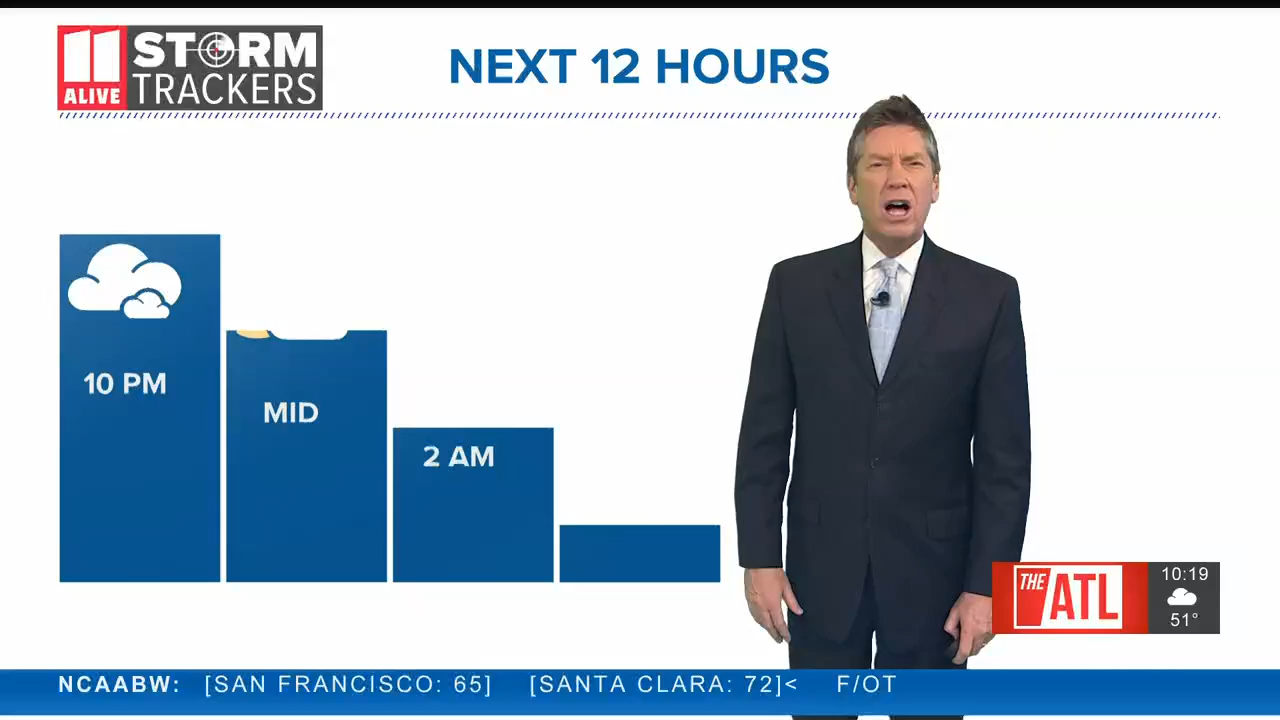 11
ALIVE
STORM
TRACKERS
NEXT 12 HOURS
10 PM
MID
2 AM
THE ATL
10:19
51°
NCAABW: [SAN FRANCISCO: 65] [SANTA CLARA: 72]< F/OT